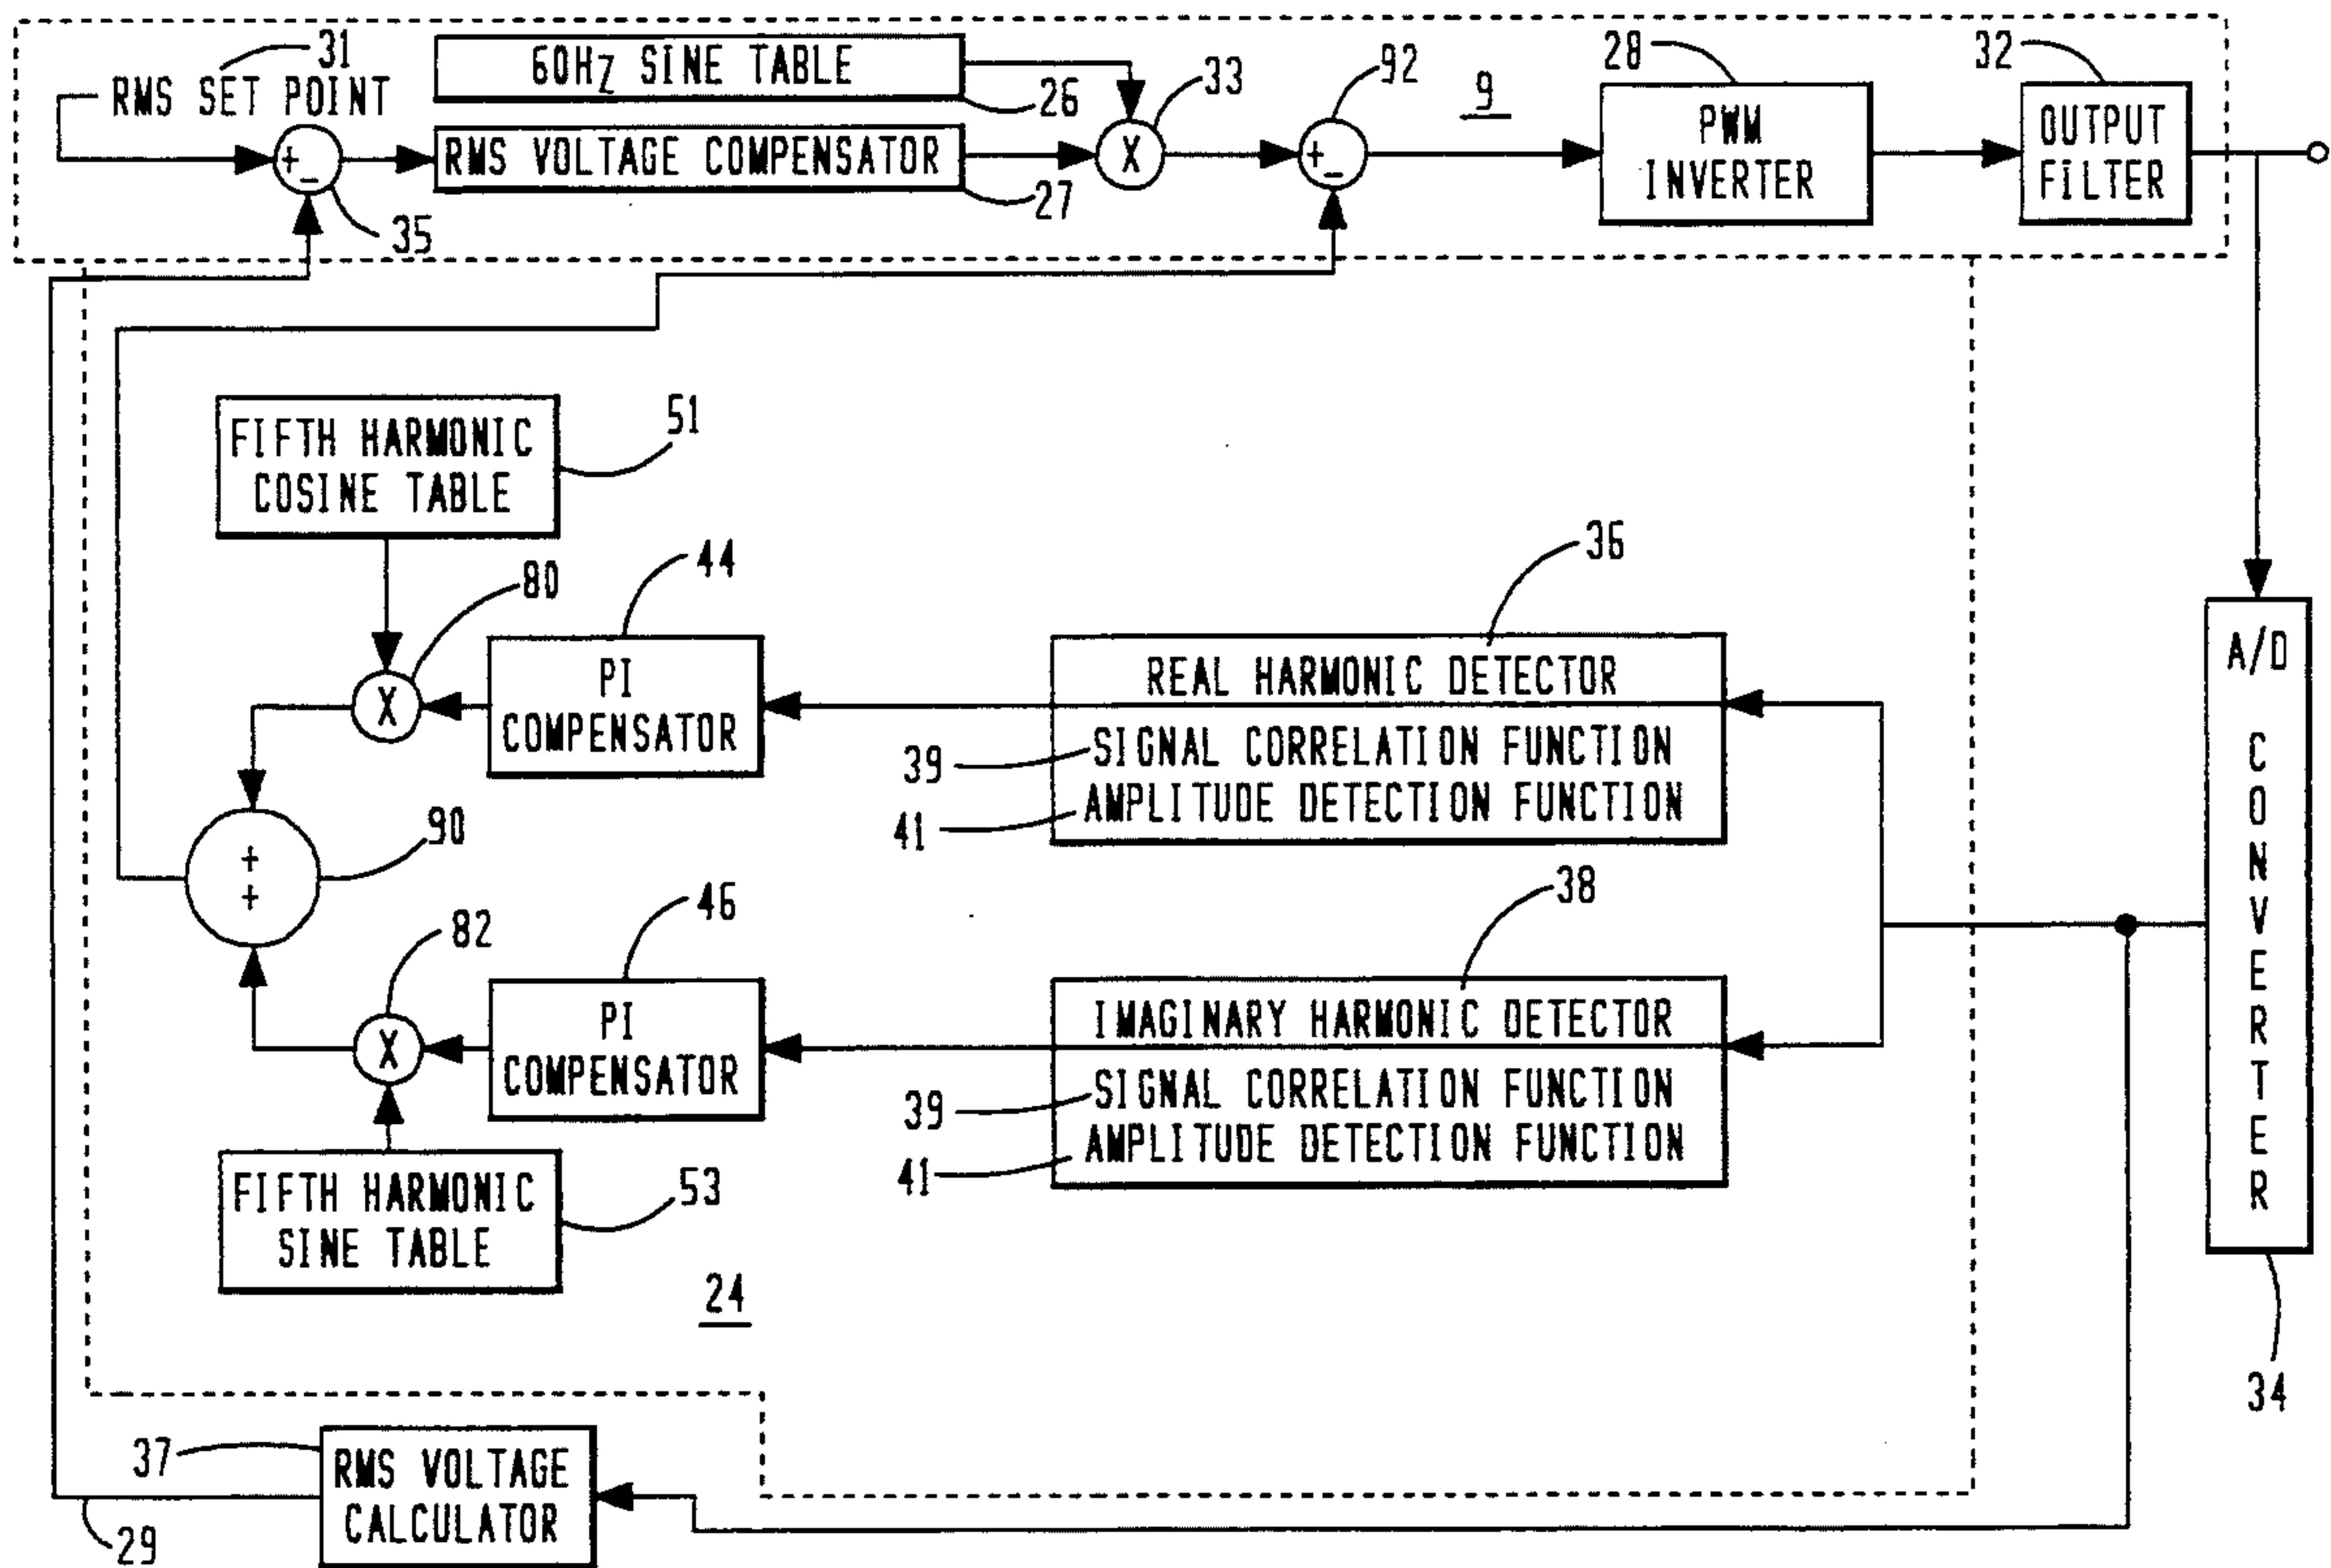 31
RMS SET POINT
60HZ SINE TABLE
26
33
92
9
28
32
+
-
RMS VOLTAGE COMPENSATOR
27
X
+
-
PWM
INVERTER
OUTPUT
FILTER
35
FIFTH HARMONIC
COSINE TABLE
51
80
44
36
X
PI
COMPENSATOR
REAL HARMONIC DETECTOR
39
SIGNAL CORRELATION FUNCTION
41
AMPLITUDE DETECTION FUNCTION
A/D
CONVERTER
90
+
+
82
46
38
X
PI
COMPENSATOR
IMAGINARY HARMONIC DETECTOR
39
SIGNAL CORRELATION FUNCTION
41
AMPLITUDE DETECTION FUNCTION
FIFTH HARMONIC
SINE TABLE
53
24
34
37
RMS VOLTAGE
CALCULATOR
29